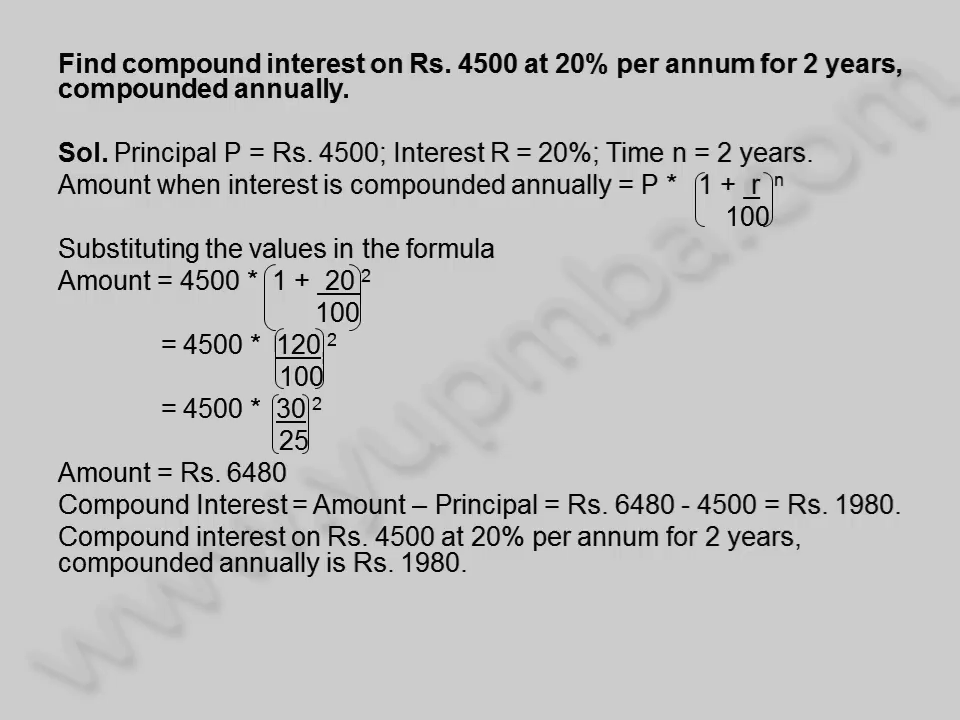 Find compound interest on Rs. 4500 at 20% per annum for 2 years,
compounded annually.
Sol. Principal P = Rs. 4500; Interest R = 20%; Time n = 2 years.
Amount when interest is compounded annually = P * (1 + r)n
100
Substituting the values in the formula
Amount = 4500 * (1 + 20)2
100
= 4500 * (120)2
100
= 4500 * (30)2
25
Amount = Rs. 6480
Compound Interest = Amount – Principal = Rs. 6480 - 4500 = Rs. 1980.
Compound interest on Rs. 4500 at 20% per annum for 2 years,
compounded annually is Rs. 1980.
www.yupmba.com